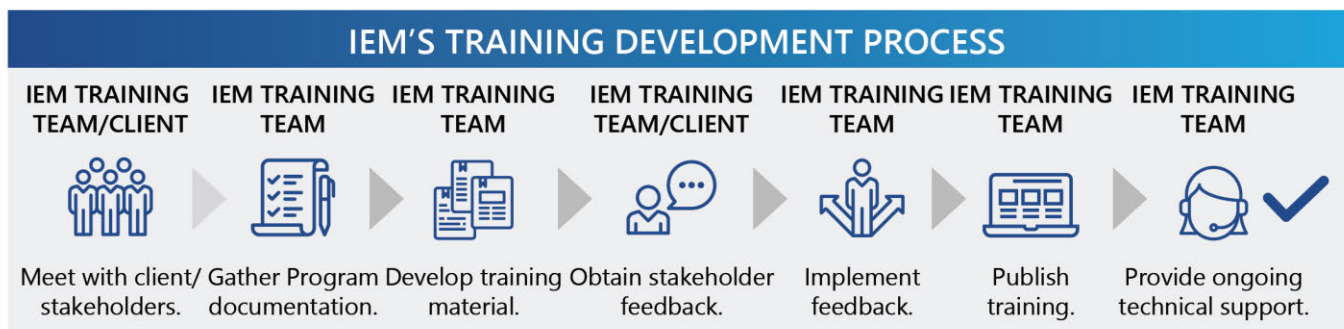 IEM'S TRAINING DEVELOPMENT PROCESS
IEM TRAINING
TEAM/CLIENT
IEM TRAINING
TEAM
IEM TRAINING
TEAM
IEM TRAINING
TEAM/CLIENT
IEM TRAINING
TEAM
IEM TRAINING
TEAM
IEM TRAINING
TEAM
Meet with client/
stakeholders.
Gather Program
documentation.
Develop training
material.
Obtain stakeholder
feedback.
Implement
feedback.
Publish
training.
Provide ongoing
technical support.